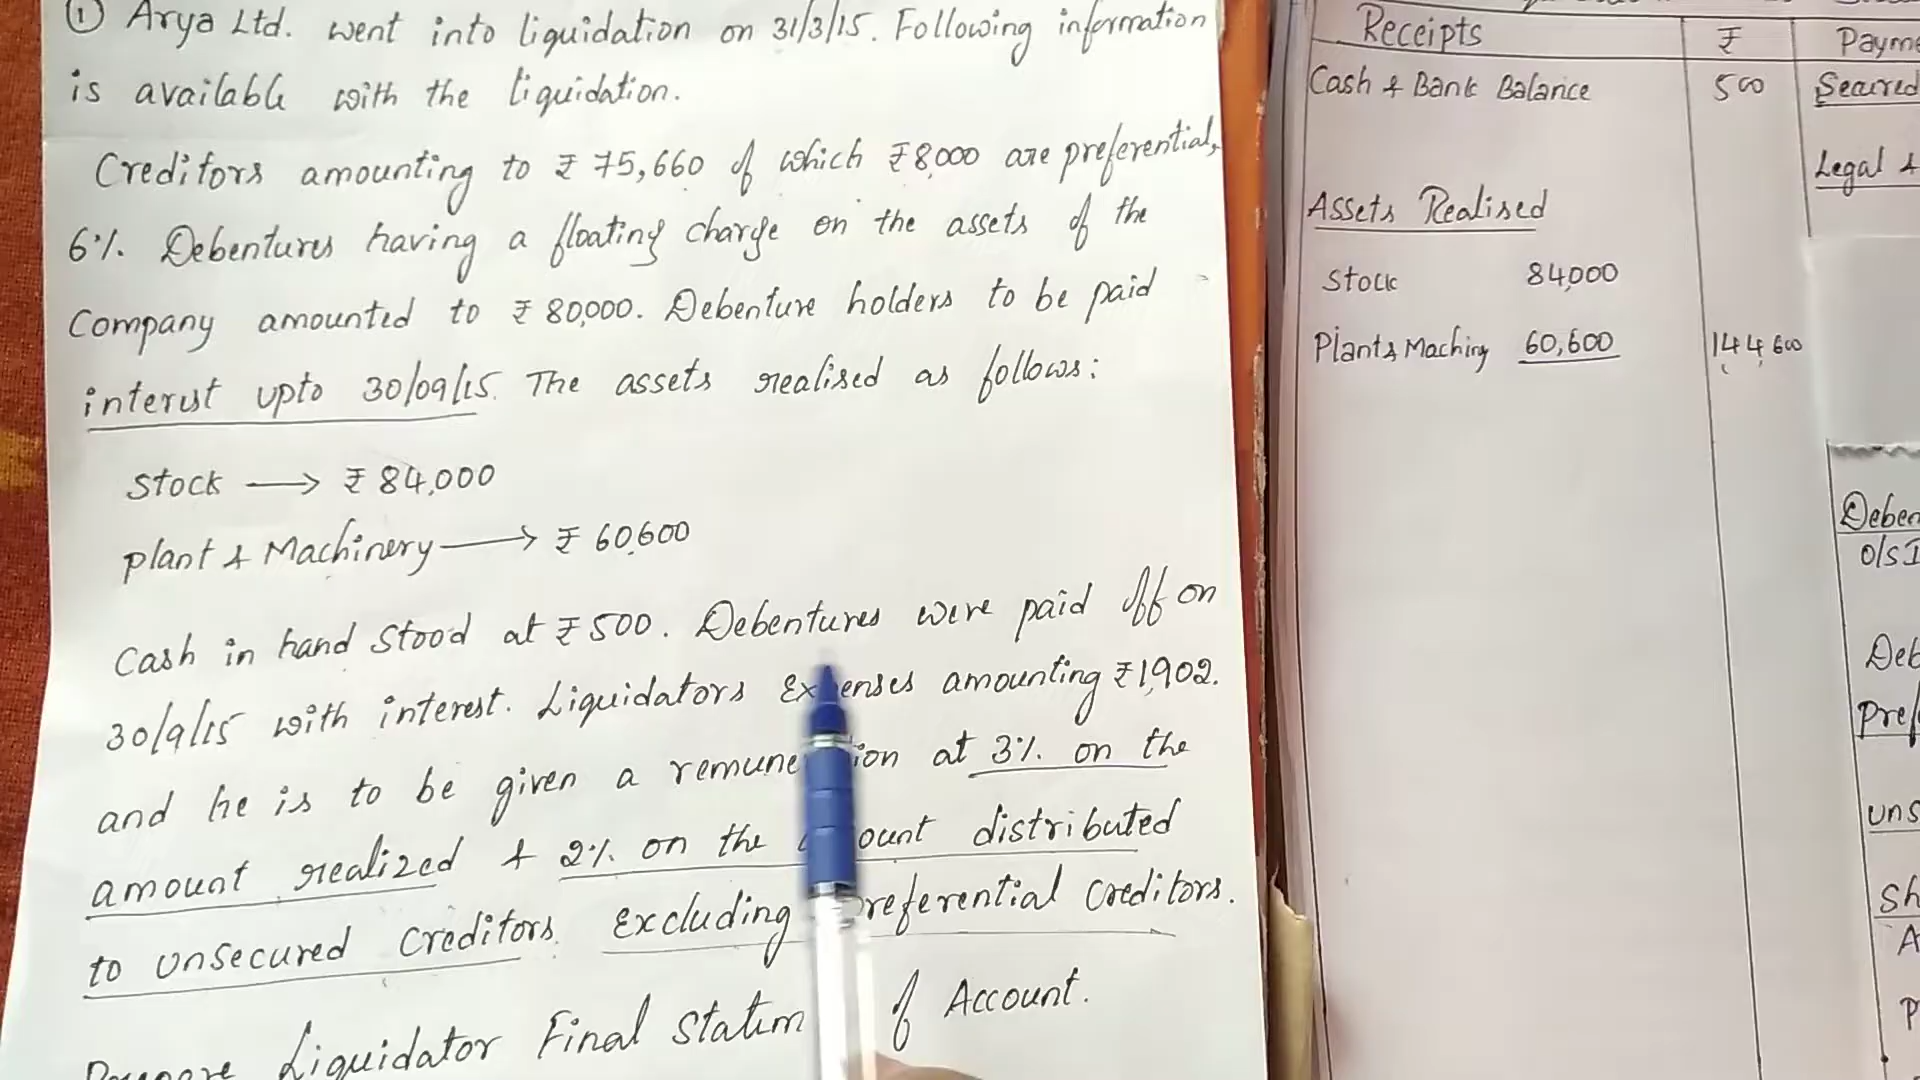 ① Arya Ltd. went into liquidation on 31/3/15. Following information
is available with the liquidation.
Creditors amounting to ₹ 75,660 of which ₹8,000 are preferential,
6%. Debentures having a floating charge on the assets of the
Company amounted to ₹ 80,000. Debenture holders to be paid
interest upto 30/09/15. The assets realised as follows:
Stock → ₹ 84,000
Plant & Machinery → ₹ 60,600
Cash in hand stood at ₹500. Debentures were paid off on
30/9/15 with interest. Liquidators Ex enses amounting ₹1,902.
and he is to be given a remune ion at 3%. on the
amount realized & 2%. on the ount distributed
to unsecured Creditors. Excluding referential Creditors.
Liquidator Final Statem of Account.
Receipts ₹ Payme
Cash & Bank Balance 500 Secured
Legal &
Assets Realised
Stock 84,000
Plant & Machinry 60,600 144,600
Deben
O/S I
Deb
Pref
Uns
Sh
A
P